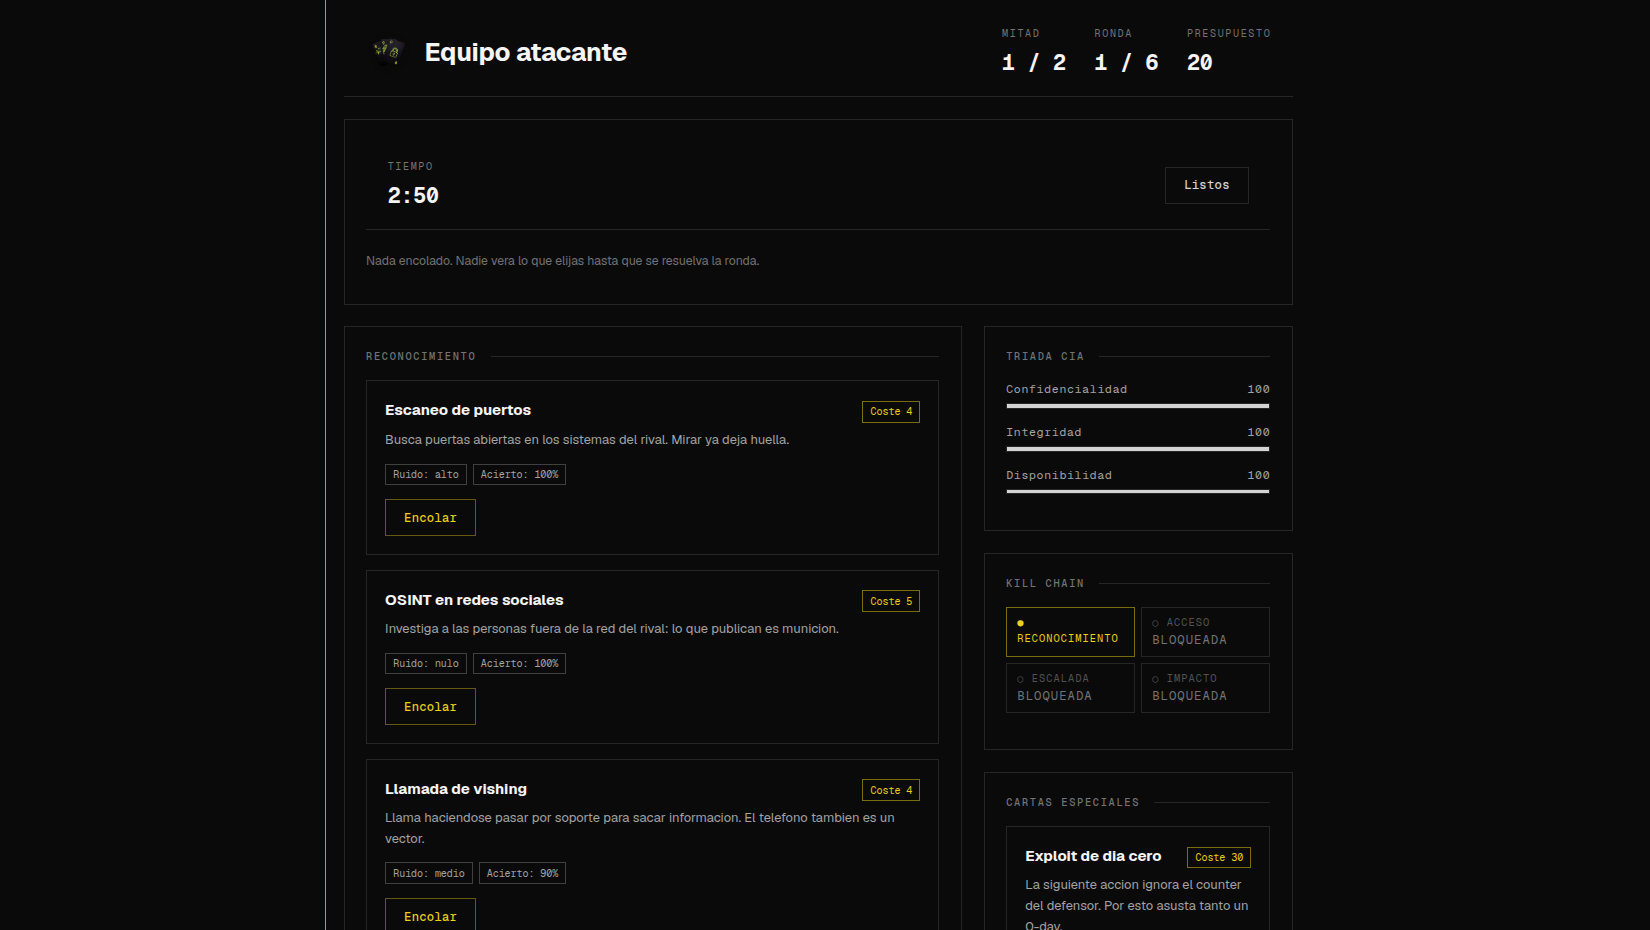 Equipo atacante
MITAD
1 / 2
RONDA
1 / 6
PRESUPUESTO
20
TIEMPO
2:50
Listos
Nada encolado. Nadie vera lo que elijas hasta que se resuelva la ronda.
RECONOCIMIENTO
Escaneo de puertos
Coste 4
Busca puertas abiertas en los sistemas del rival. Mirar ya deja huella.
Ruido: alto
Acierto: 100%
Encolar
OSINT en redes sociales
Coste 5
Investiga a las personas fuera de la red del rival: lo que publican es municion.
Ruido: nulo
Acierto: 100%
Encolar
Llamada de vishing
Coste 4
Llama haciendose pasar por soporte para sacar informacion. El telefono tambien es un
vector.
Ruido: medio
Acierto: 90%
Encolar
TRIADA CIA
Confidencialidad 100
Integridad 100
Disponibilidad 100
KILL CHAIN
RECONOCIMIENTO
ACCESO
BLOQUEADA
ESCALADA
BLOQUEADA
IMPACTO
BLOQUEADA
CARTAS ESPECIALES
Exploit de dia cero
Coste 30
La siguiente accion ignora el counter
del defensor. Por esto asusta tanto un
0-day.